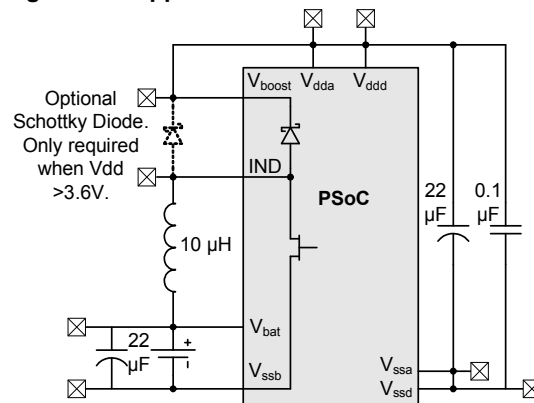 Vboost Vdda Vddd
Optional
Schottky Diode.
Only required
when Vdd
>3.6V.
IND
PSoC
22
µF
0.1
µF
10 µH
Vbat
22
µF
+
-
Vssb
Vssa
Vssd